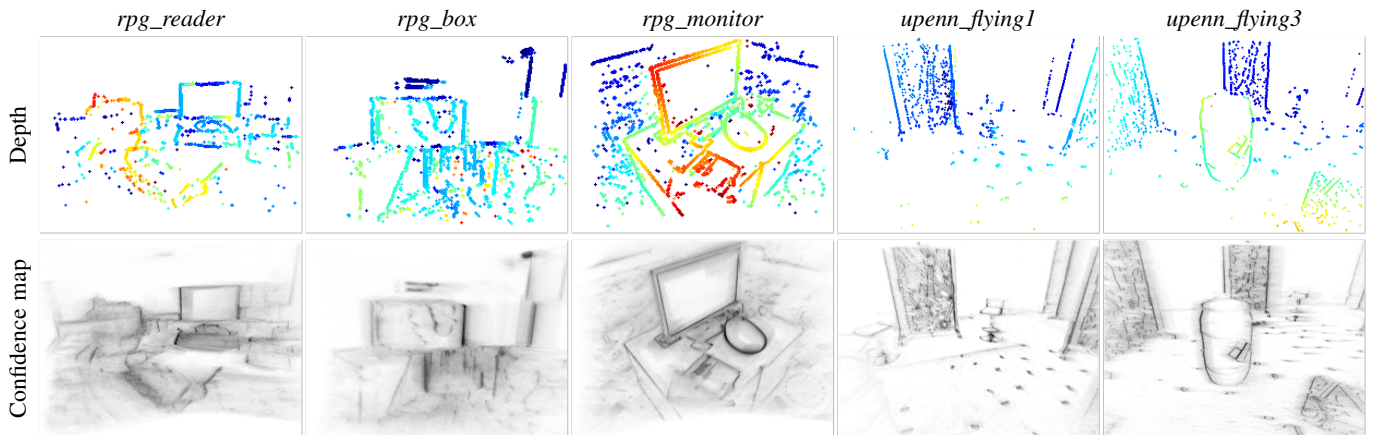 rpg_reader rpg_box rpg_monitor upenn_flying1 upenn_flying3
Depth
Confidence map